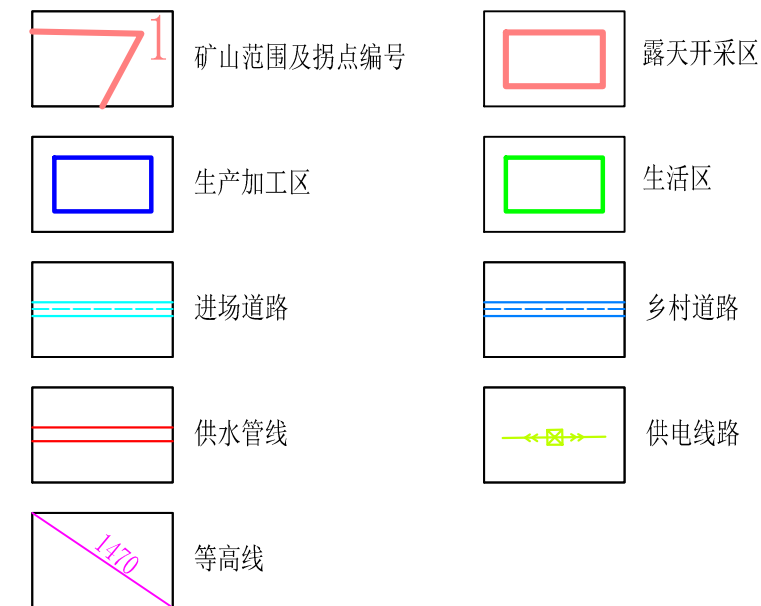 1
矿山范围及拐点编号
露天开采区
生产加工区
生活区
进场道路
乡村道路
供水管线
供电线路
1470
等高线